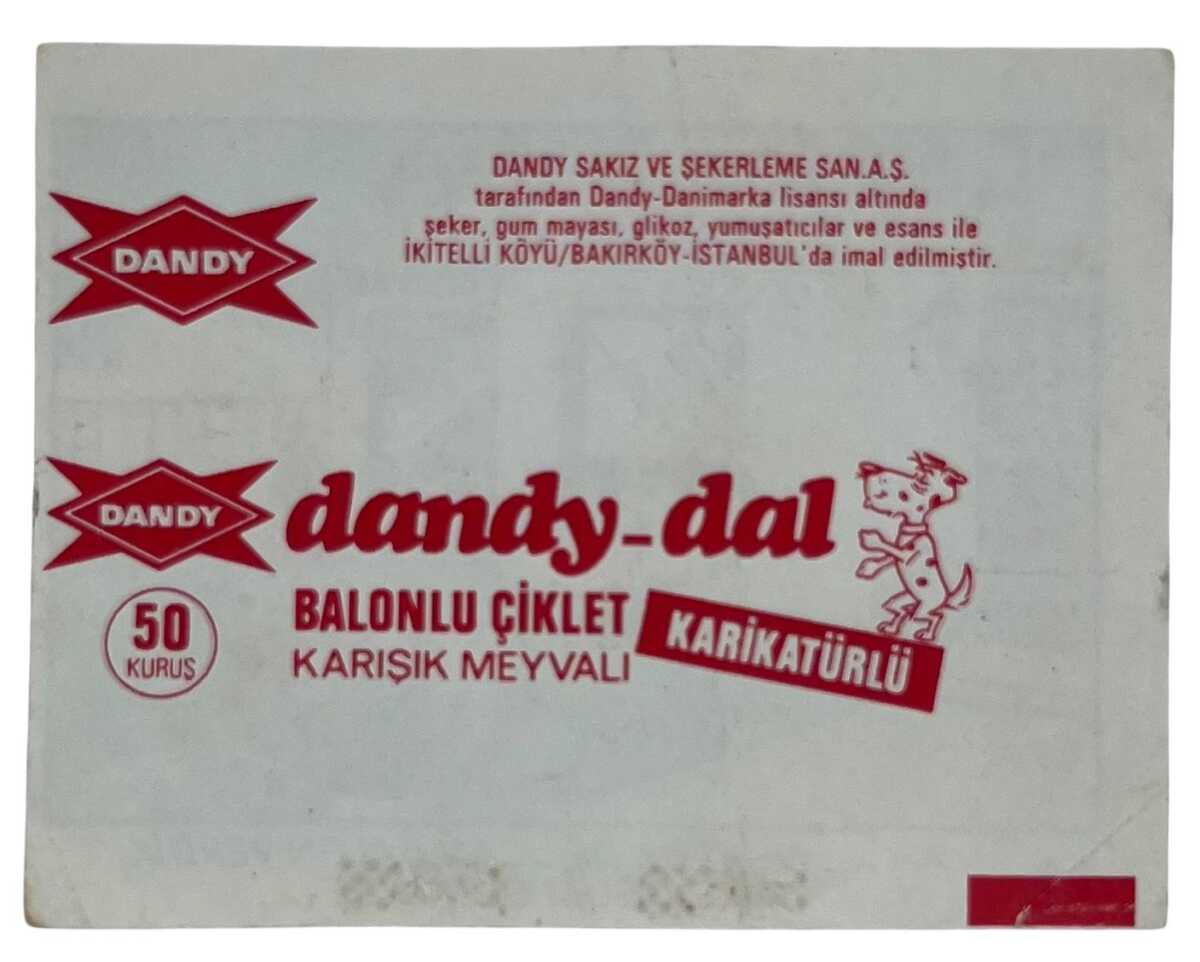 DANDY SAKIZ VE ŞEKERLEME SAN.A.Ş.
tarafından Dandy-Danimarka lisansı altında
şeker, gum mayası, glikoz, yumuşatıcılar ve esans ile
İKİTELLİ KÖYÜ/BAKIRKÖY-İSTANBUL'da imal edilmiştir.
DANDY
DANDY
dandy-dal
50
KURUŞ
BALONLU ÇİKLET
KARIŞIK MEYVALI
KARİKATÜRLÜ